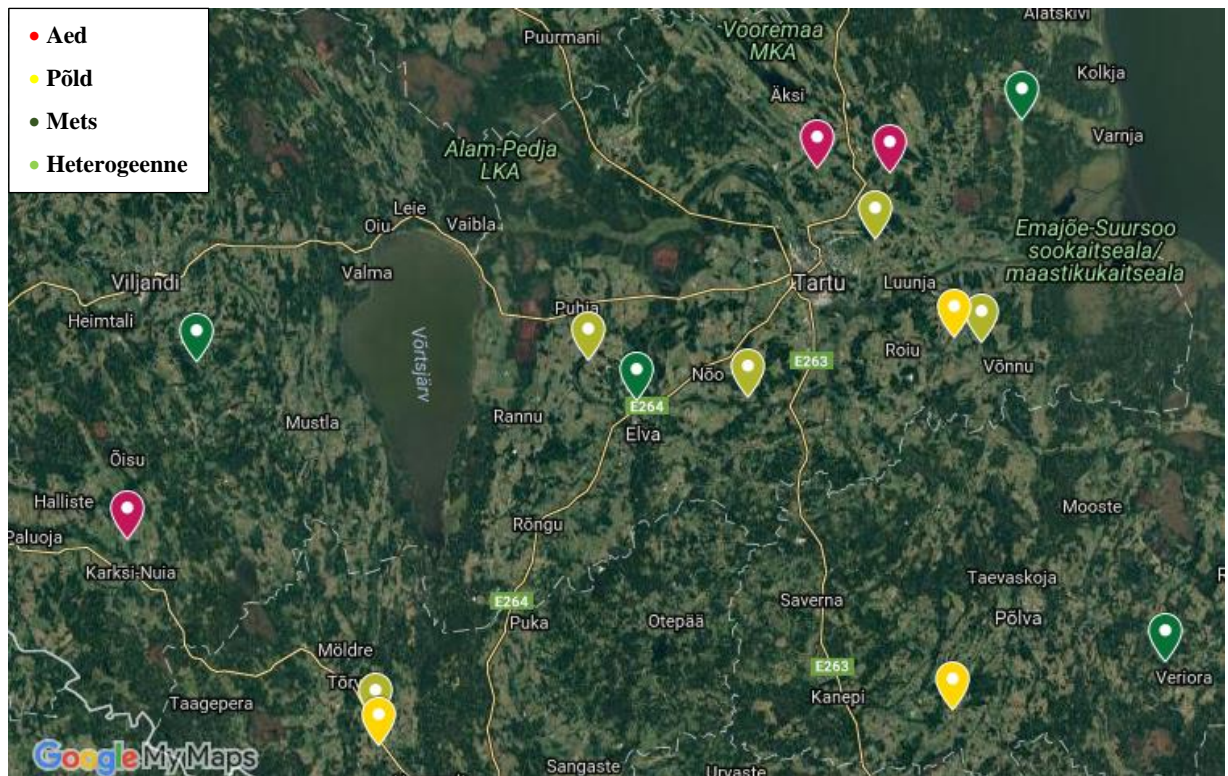 Aed
Põld
Mets
Heterogeenne
Alatskivi
Puurmani
Vooremaa
MKA
Kolkja
Äksi
Varnja
Alam-Pedja
LKA
Leie
Oiu
Vaibla
Emajõe-Suursoo
sookaitseala/
maastikukaitseala
Valma
Viljandi
Tartu
Luunja
Heimtali
Puhja
Võrtsjärv
Roiu
E263
Võnnu
Nõo
E264
Rannu
Mustla
Elva
Õisu
Halliste
Mooste
Rõngu
Paluoja
Karksi-Nuia
Taevaskoja
Saverna
E264
Puka
Otepää
Põlva
Möldre
E263
Veriora
Kanepi
Taagepera
Google My Maps
Sangaste
Urvaste